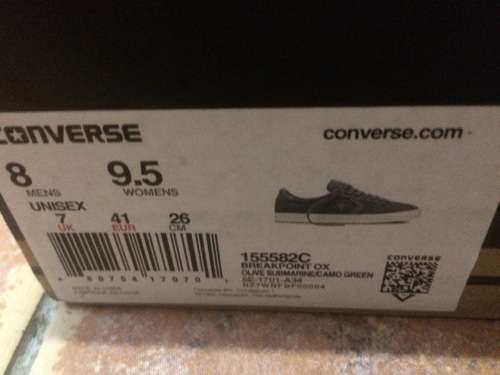 CONVERSE
converse.com
8 9.5
MENS WOMENS
UNISEX
7 41 26
UK EUR CM
155582C
BREAKPOINT OX
OLIVE SUBMARINE/CAMO GREEN
CONVERSE